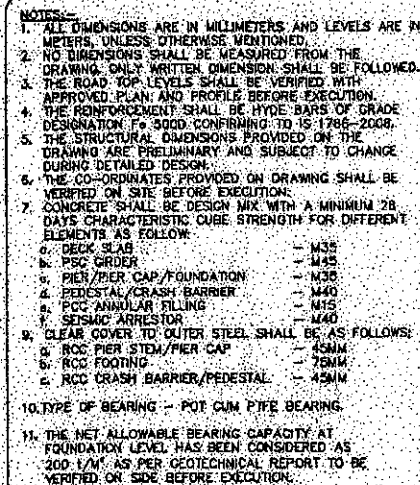 NOTES:-
1. ALL DIMENSIONS ARE IN MILLIMETERS AND LEVELS ARE IN
METERS, UNLESS OTHERWISE MENTIONED.
2. NO DIMENSIONS SHALL BE MEASURED FROM THE
DRAWING. ONLY WRITTEN DIMENSION SHALL BE FOLLOWED.
3. THE ROAD TOP LEVELS SHALL BE VERIFIED WITH
APPROVED PLAN AND PROFILE BEFORE EXECUTION.
4. THE REINFORCEMENT SHALL BE HYDE BARS OF GRADE
DESIGNATION Fe 500D CONFIRMING TO IS:1786-2008.
5. THE STRUCTURAL DIMENSIONS PROVIDED ON THE
DRAWING ARE PRELIMINARY AND SUBJECT TO CHANGE
DURING DETAILED DESIGN.
6. THE CO-ORDINATES PROVIDED ON DRAWING SHALL BE
VERIFIED ON SITE BEFORE EXECUTION.
7. CONCRETE SHALL BE DESIGN MIX WITH A MINIMUM 28
DAYS CHARACTERISTIC CUBE STRENGTH FOR DIFFERENT
ELEMENTS AS FOLLOW:
a. DECK SLAB - M35
b. PSC GIRDER - M45
c. PIER/PIER CAP/FOUNDATION - M35
d. PEDESTAL/CRASH BARRIER - M40
e. PCC ANNULAR FILLING - M15
f. SEISMIC ARRESTOR - M40
9. CLEAR COVER TO OUTER STEEL SHALL BE AS FOLLOWS:
a. RCC PIER STEM/PIER CAP - 45MM
b. RCC FOOTING - 75MM
c. RCC CRASH BARRIER/PEDESTAL - 45MM
10. TYPE OF BEARING - POT CUM PTFE BEARING.
11. THE NET ALLOWABLE BEARING CAPACITY AT
FOUNDATION LEVEL HAS BEEN CONSIDERED AS
200 t/M² AS PER GEOTECHNICAL REPORT TO BE
VERIFIED ON SIDE BEFORE EXECUTION.